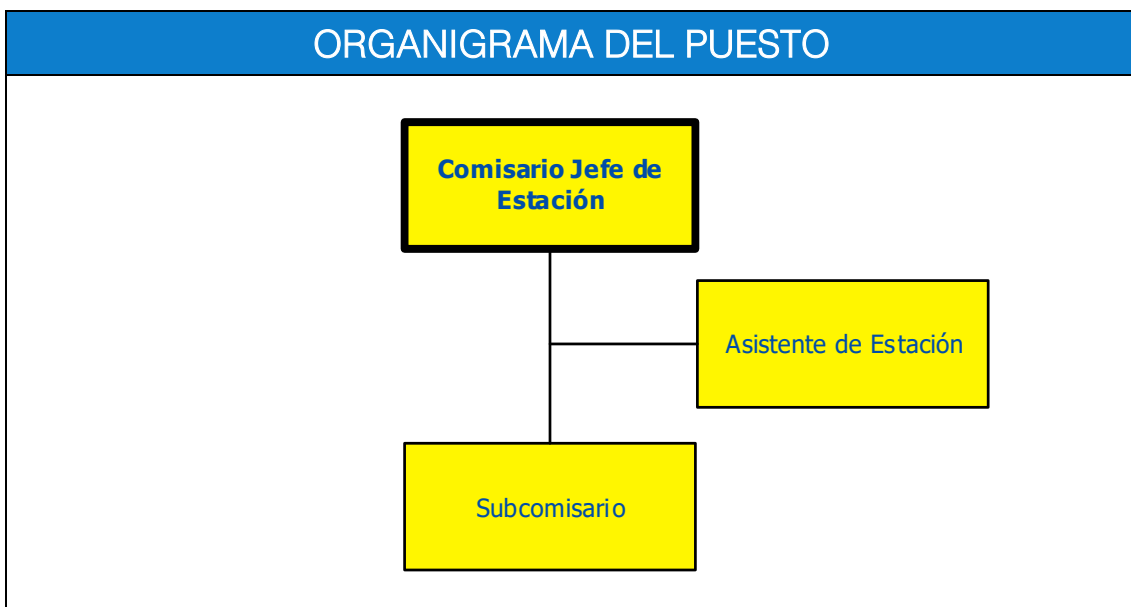 ORGANIGRAMA DEL PUESTO
Comisario Jefe de
Estación
Asistente de Estación
Subcomisario